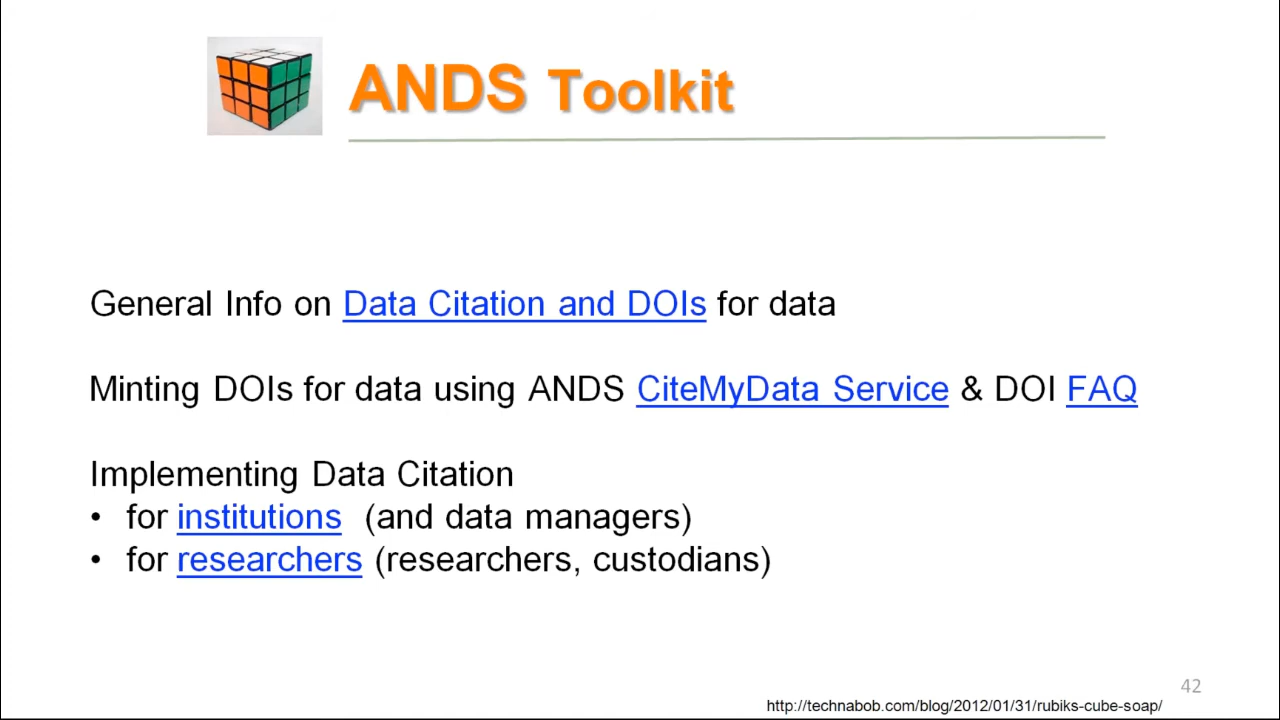 ANDS Toolkit
General Info on Data Citation and DOIs for data
Minting DOIs for data using ANDS CiteMyData Service & DOI FAQ
Implementing Data Citation
• for institutions (and data managers)
• for researchers (researchers, custodians)
42
http://technabob.com/blog/2012/01/31/rubiks-cube-soap/